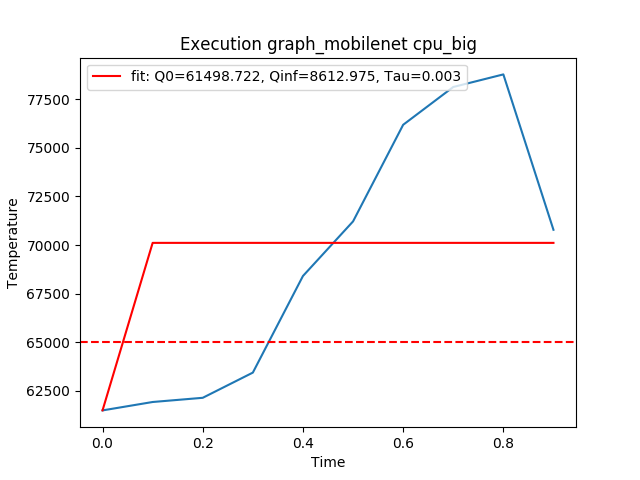 Execution graph_mobilenet cpu_big
fit: Q0=61498.722, Qinf=8612.975, Tau=0.003
77500
75000
72500
70000
67500
65000
62500
Temperature
0.0 0.2 0.4 0.6 0.8
Time